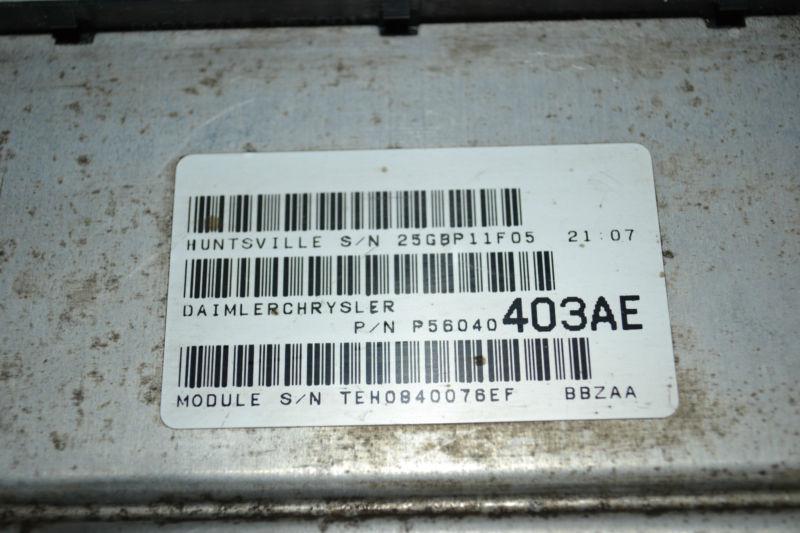 HUNTSVILLE S/N 25GBP11F05 21:07
DAIMLERCHRYSLER
P/N P56040403AE
MODULE S/N TEH0840076EF BBZAA